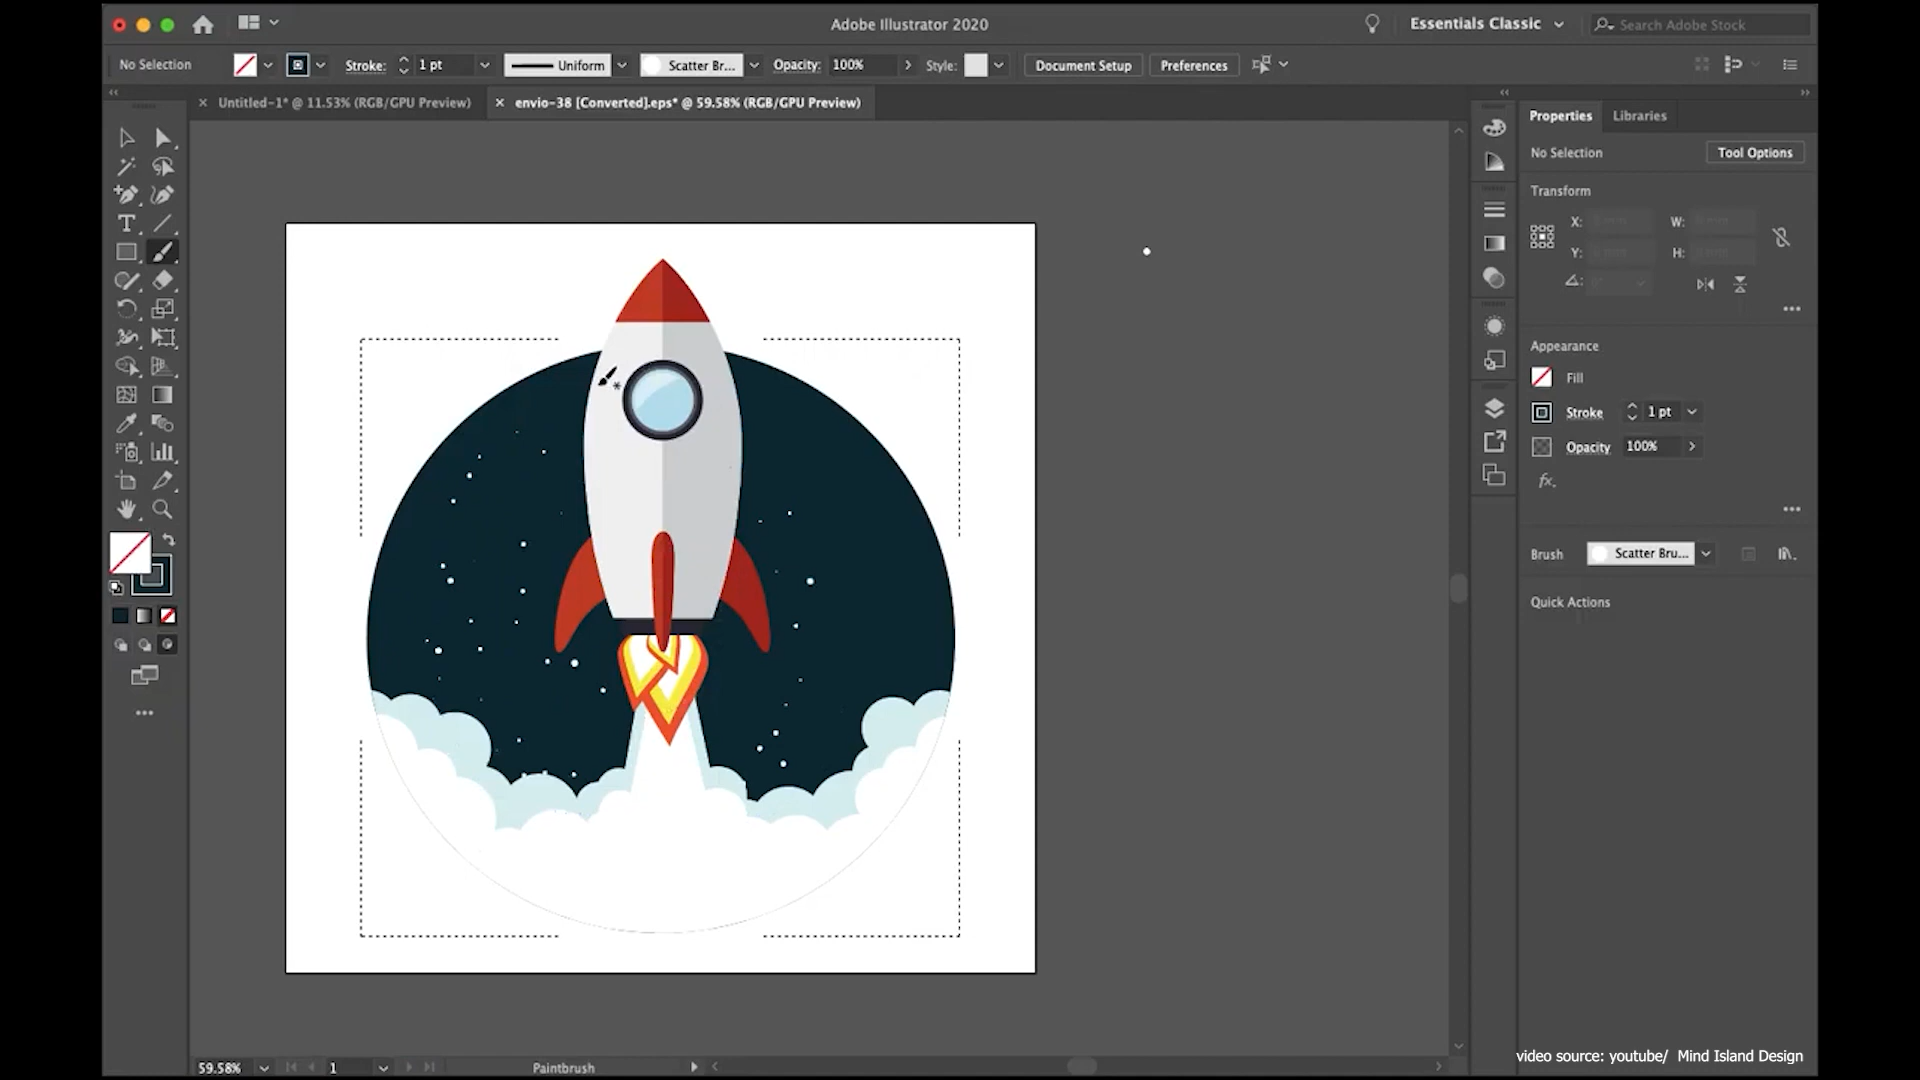 Adobe Illustrator 2020
Essentials Classic
Search Adobe Stock
No Selection
Stroke:
1 pt
Uniform
Scatter Br...
Opacity:
100%
Style:
Document Setup
Preferences
Untitled-1* @ 11.53% (RGB/GPU Preview)
envio-38 [Converted].eps* @ 59.58% (RGB/GPU Preview)
Properties
Libraries
No Selection
Tool Options
Transform
X:
W:
Y:
H:
Appearance
Fill
Stroke
1 pt
Opacity
100%
fx.
Brush
Scatter Bru...
Quick Actions
59.58%
1
Paintbrush
video source: youtube/ Mind Island Design